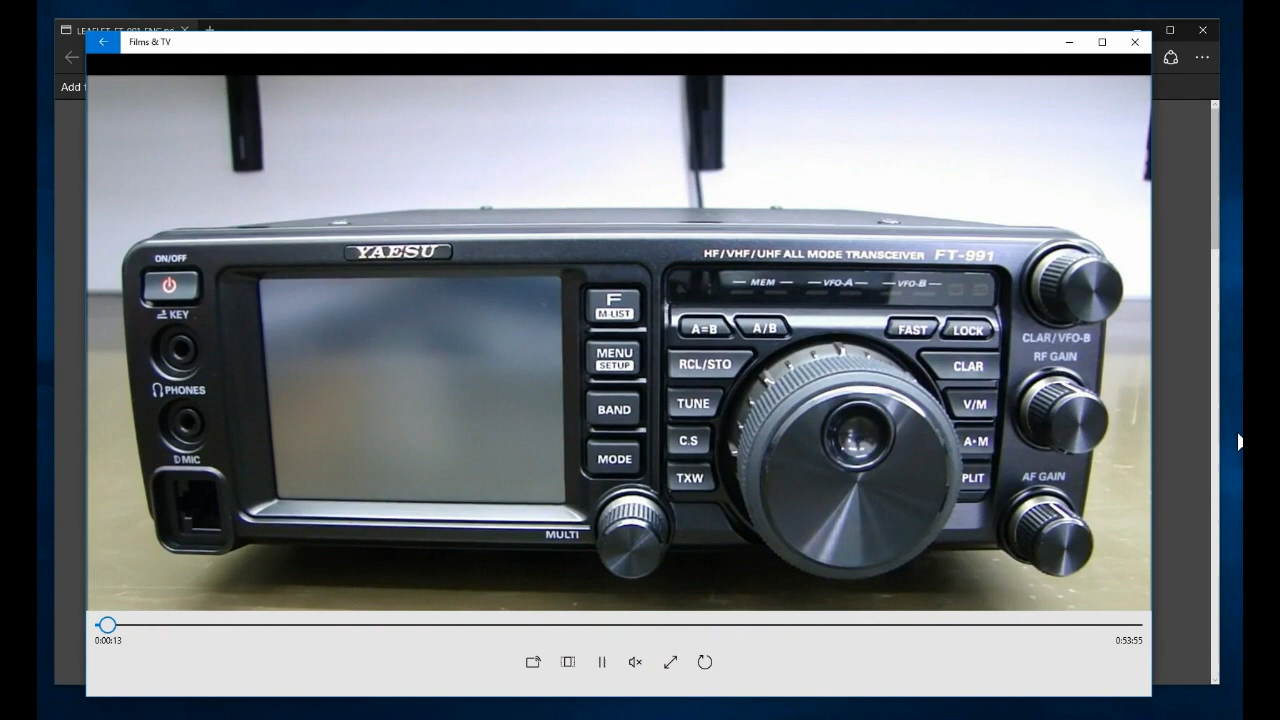 Films & TV
Add
ON/OFF
YAESU
HF/VHF/UHF ALL MODE TRANSCEIVER FT-991
MEM VFO-A VFO-B
KEY
F
M-LIST
A=B A/B FAST LOCK
CLAR/VFO-B
MENU
SETUP
RCL/STO
CLAR
RF GAIN
PHONES
BAND
TUNE
V/M
C.S
MIC
MODE
TXW
AF GAIN
MULTI
0:00:13
0:53:55